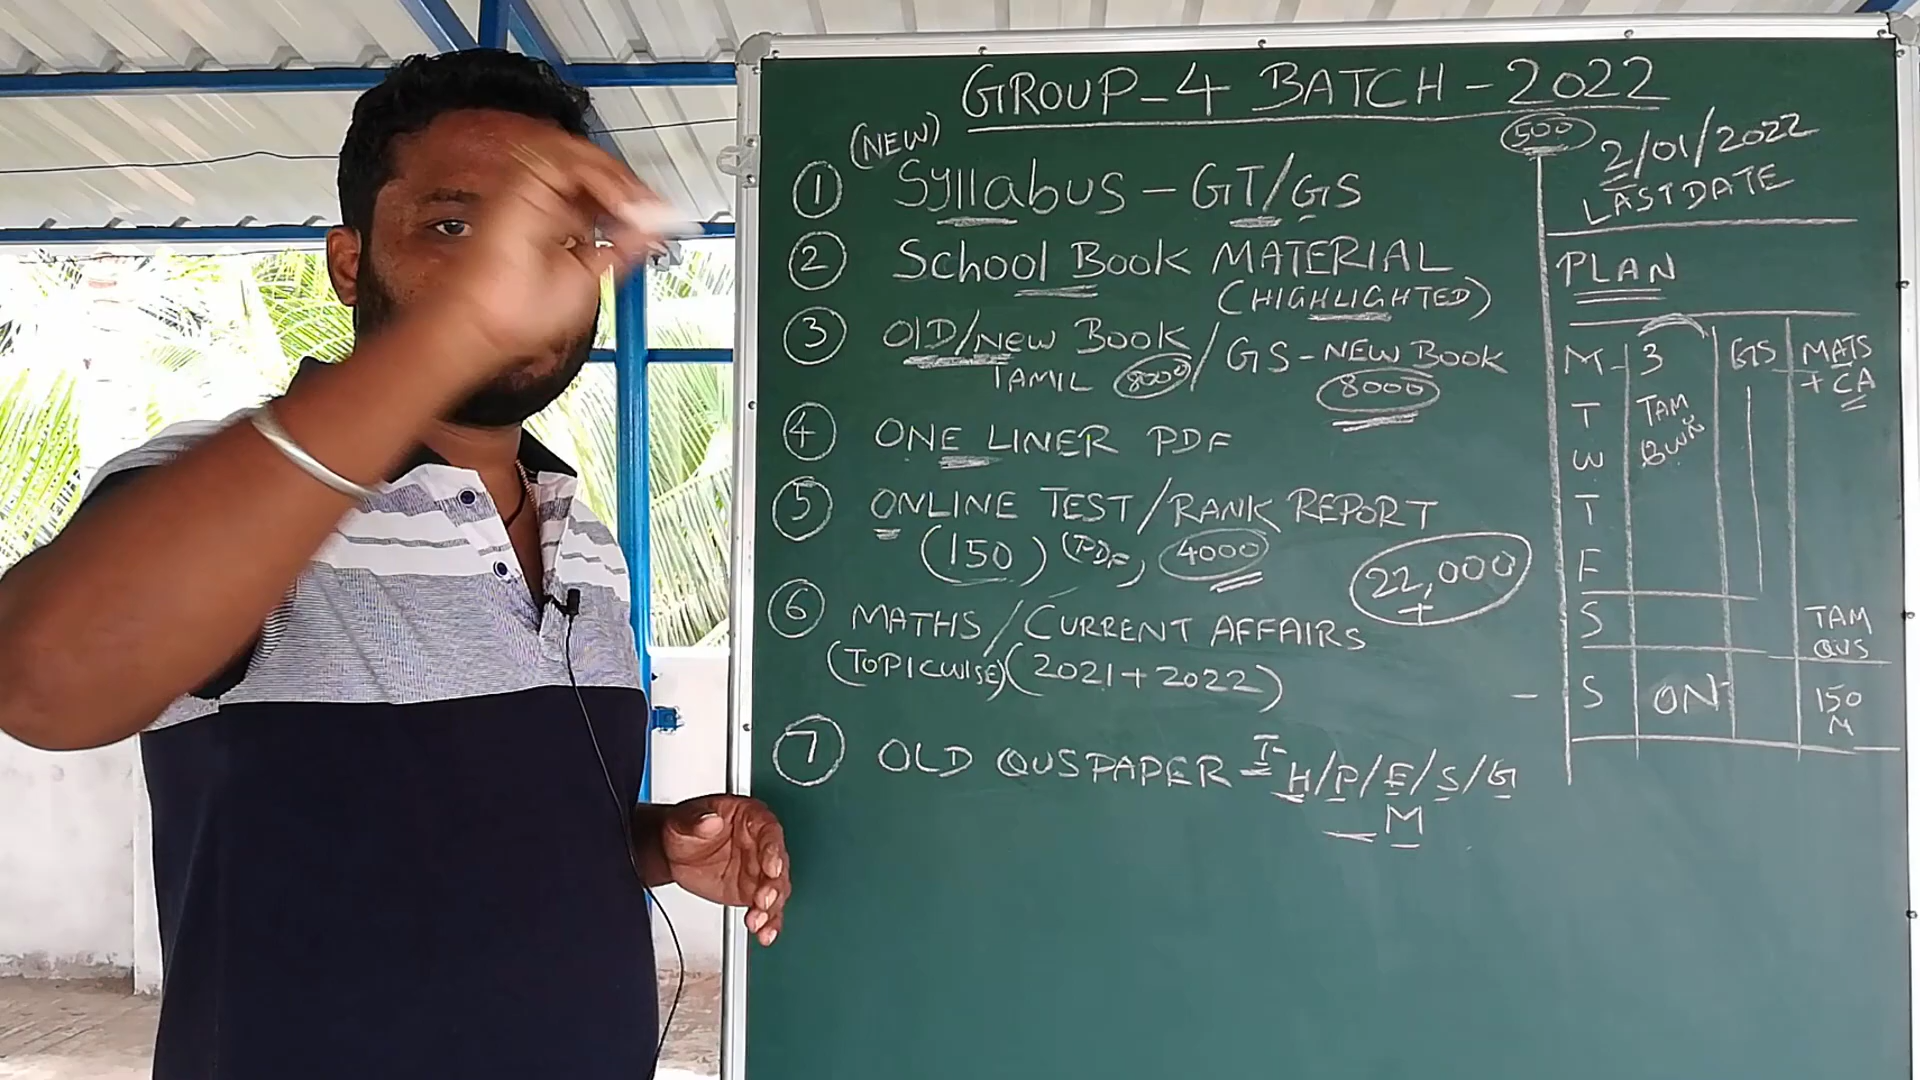 GROUP-4 BATCH-2022
(NEW)
① Syllabus - GT/GS
② School Book MATERIAL
(HIGHLIGHTED)
③ OLD/New Book / GS-NEW BOOK
TAMIL 8000 8000
④ ONE LINER PDF
⑤ ONLINE TEST/RANK REPORT
(150) (PDF, 4000
22,000
+
⑥ MATHS/CURRENT AFFAIRS
(TOPICWISE)(2021+2022)
⑦ OLD QUSPAPER - T H/P/E/S/G
M
500
2/01/2022
LAST DATE
PLAN
M - 3 GS MATS
+ CA
T TAM
W
T
F
S TAM
QUS
S ON 150
M